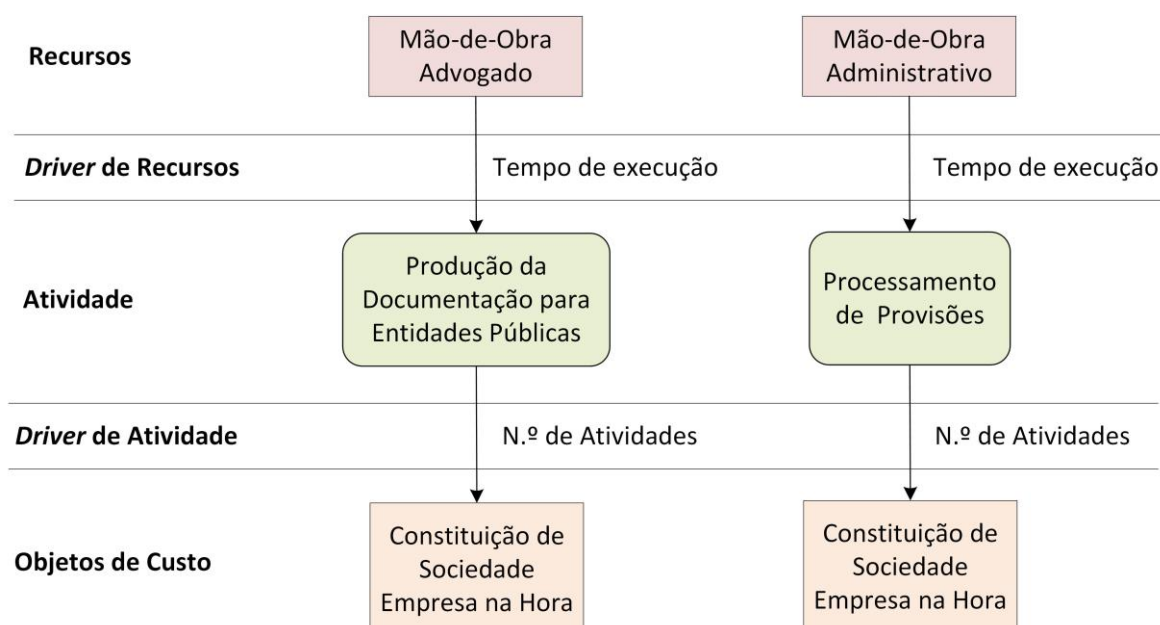 Recursos
Mão-de-Obra
Advogado
Mão-de-Obra
Administrativo
Driver de Recursos
Tempo de execução
Tempo de execução
Atividade
Produção da
Documentação para
Entidades Públicas
Processamento
de Provisões
Driver de Atividade
N.º de Atividades
N.º de Atividades
Objetos de Custo
Constituição de
Sociedade
Empresa na Hora
Constituição de
Sociedade
Empresa na Hora